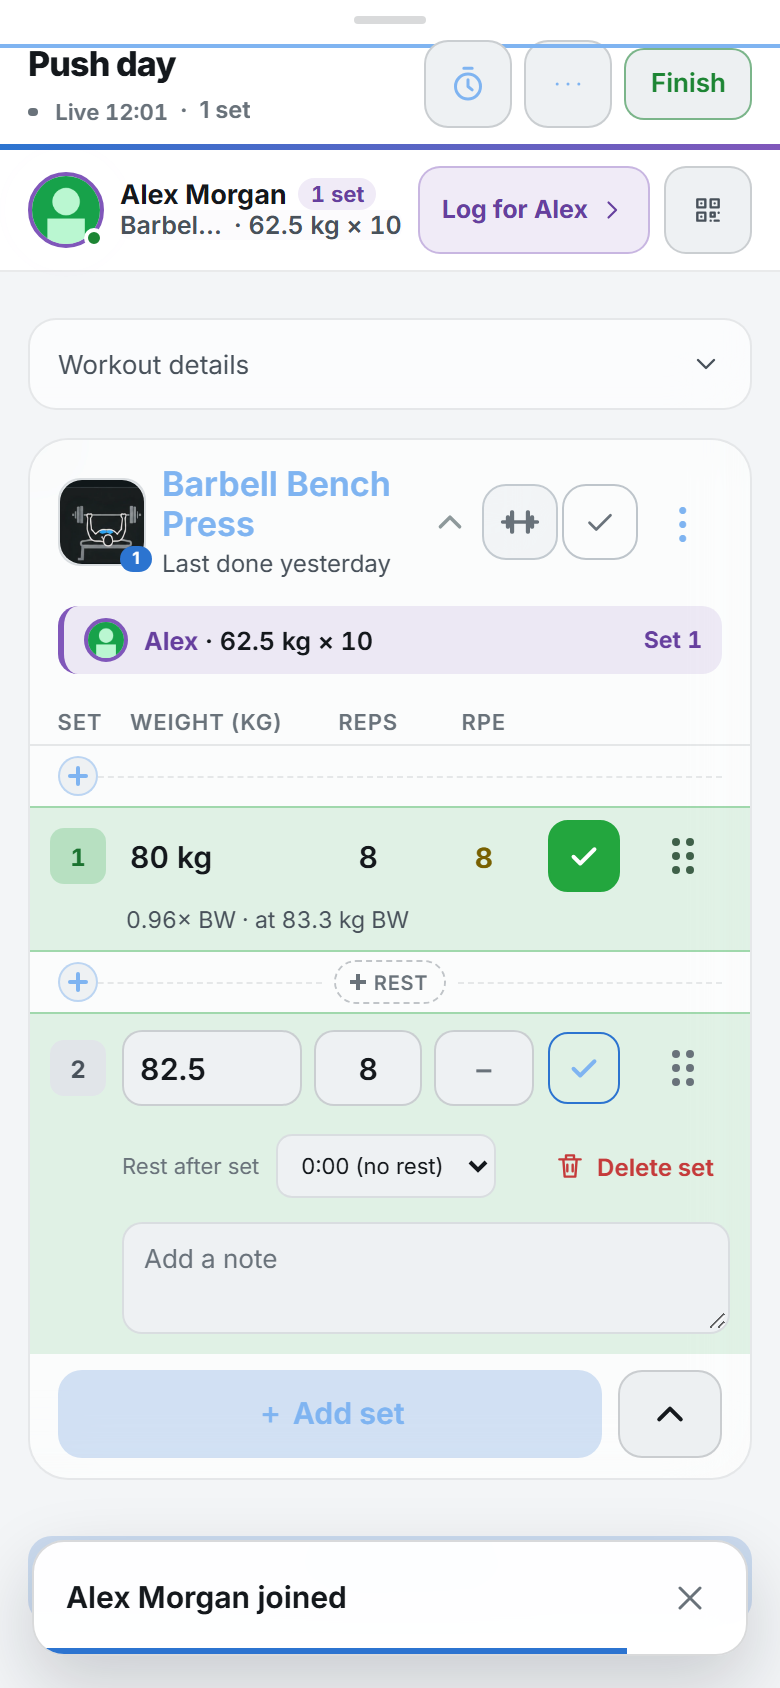 Push day
Live 12:01 · 1 set
...
Finish
Alex Morgan 1 set
Barbel... · 62.5 kg × 10
Log for Alex
Workout details
Barbell Bench
Press
1
Last done yesterday
Alex · 62.5 kg × 10
Set 1
SET WEIGHT (KG) REPS RPE
1 80 kg 8 8
0.96× BW · at 83.3 kg BW
+ REST
2 82.5 8 –
Rest after set 0:00 (no rest) Delete set
Add a note
+ Add set
Alex Morgan joined